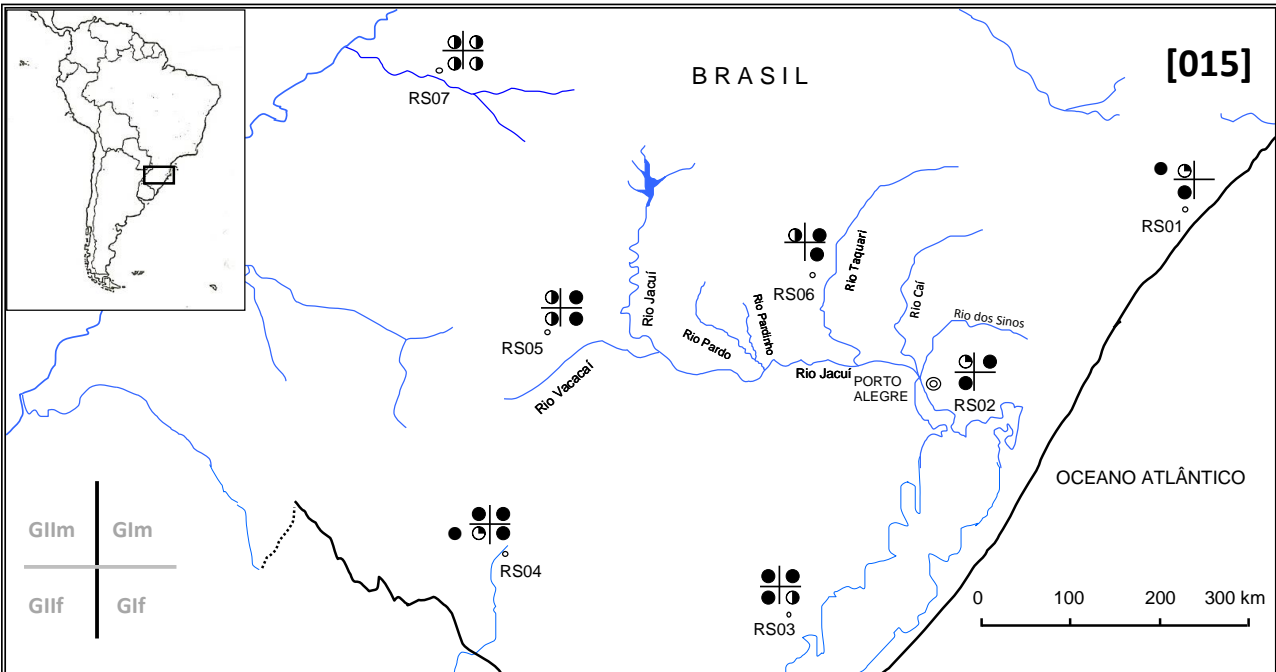 [015]
BRASIL
RS07
RS01
Rio Taquari
RS06
Rio Jacuí
Rio Caí
Rio Pardinho
Rio dos Sinos
RS05
Rio Pardo
Rio Vacacaí
Rio Jacuí
PORTO
ALEGRE
RS02
OCEANO ATLÂNTICO
GIIm GIm
GIIf GIf
RS04
RS03
0 100 200 300 km